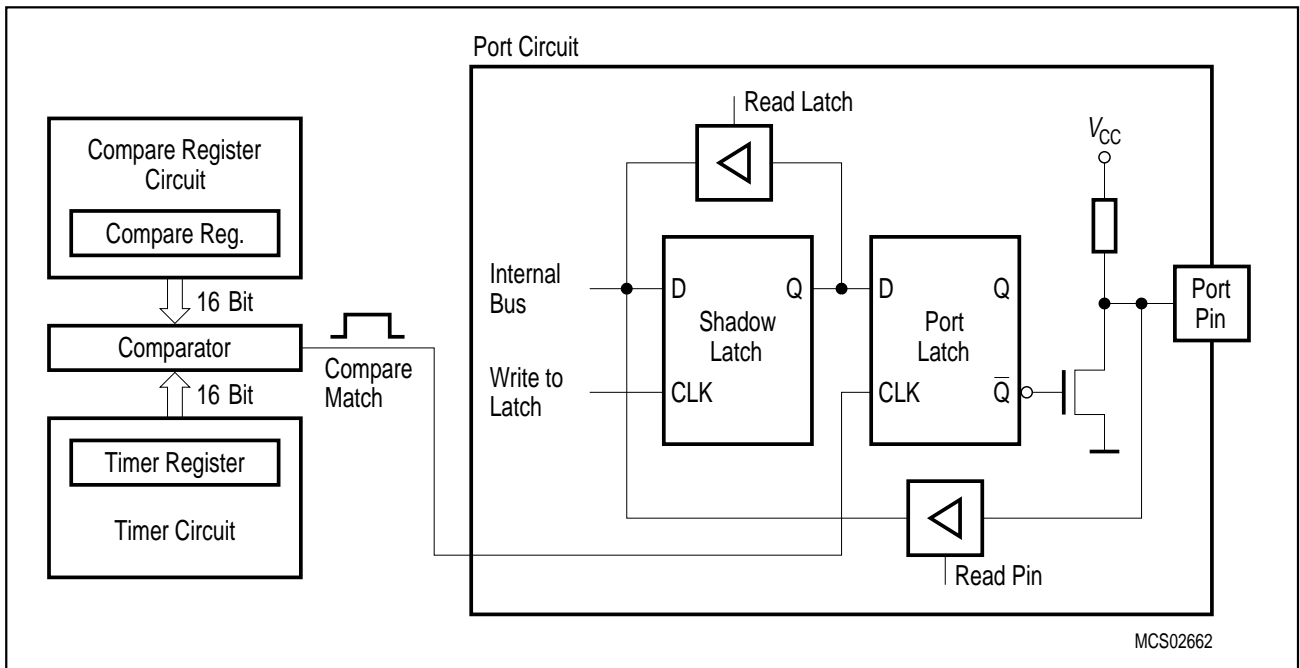 Port Circuit
Compare Register
Circuit
Compare Reg.
16 Bit
Comparator
16 Bit
Timer Register
Timer Circuit
Compare
Match
Read Latch
Internal
Bus
Write to
Latch
D
Q
Shadow
Latch
CLK
D
Q
Port
Latch
CLK
Q̅
VCC
Port
Pin
Read Pin
MCS02662